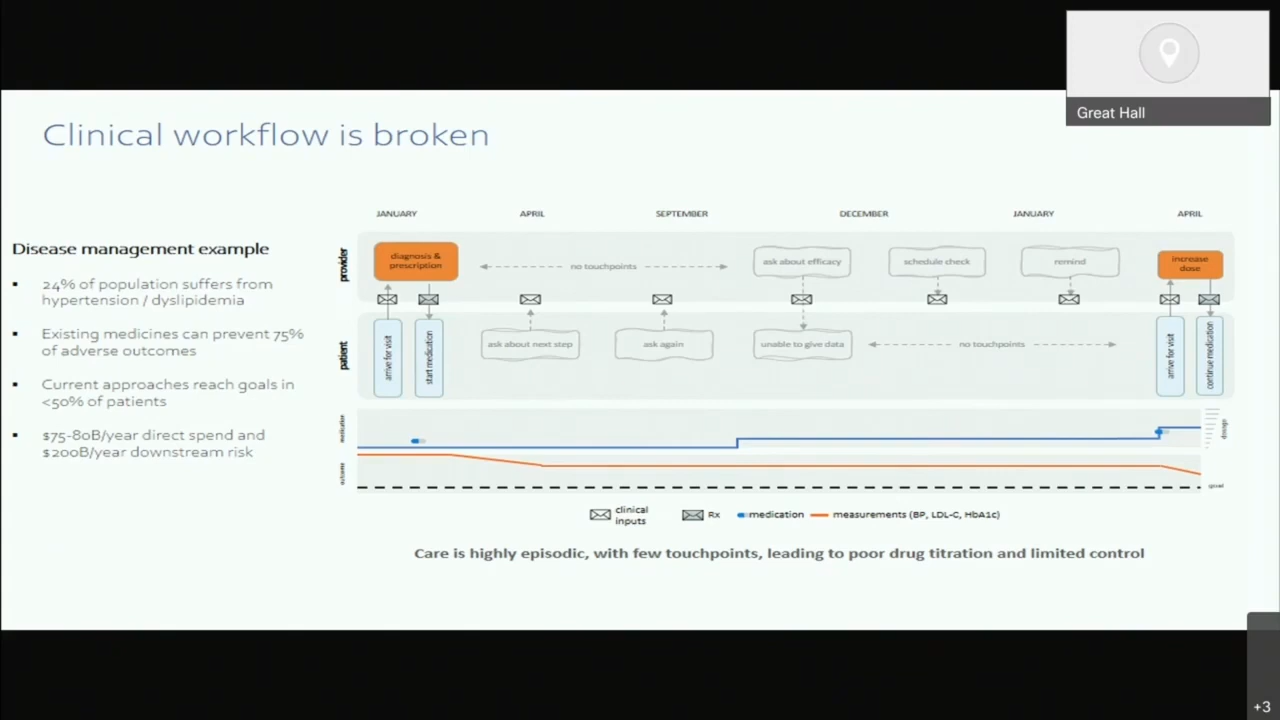 Great Hall
Clinical workflow is broken
Disease management example
▪ 24% of population suffers from
hypertension / dyslipidemia
▪ Existing medicines can prevent 75%
of adverse outcomes
▪ Current approaches reach goals in
<50% of patients
▪ $75-80B/year direct spend and
$200B/year downstream risk
JANUARY APRIL SEPTEMBER DECEMBER JANUARY APRIL
provider
diagnosis &
prescription
no touchpoints
ask about efficacy
schedule check
remind
increase
dose
patient
arrive for visit
start medication
ask about next step
ask again
unable to give data
no touchpoints
arrive for visit
continue medication
medication
dosage
outcome
goal
clinical
inputs
Rx
medication
measurements (BP, LDL-C, HbA1c)
Care is highly episodic, with few touchpoints, leading to poor drug titration and limited control
+3